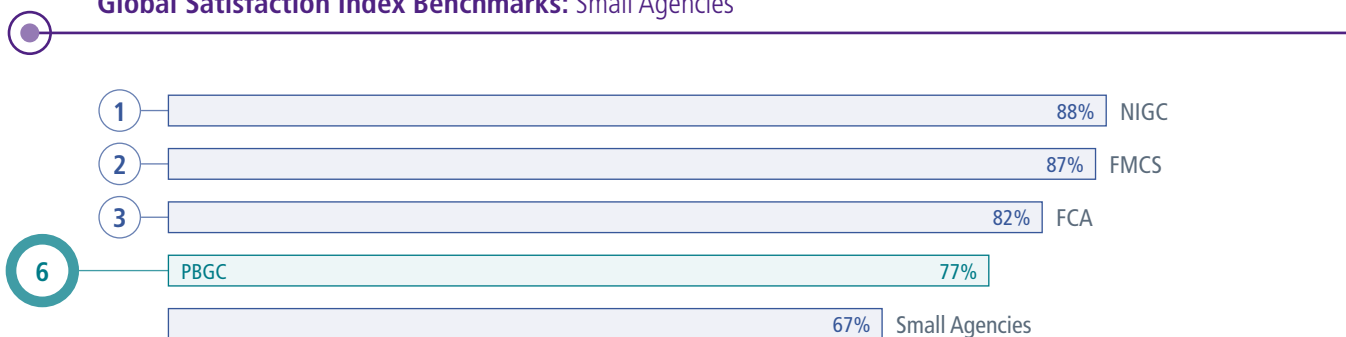 Global Satisfaction Index Benchmarks: Small Agencies
1 88% NIGC
2 87% FMCS
3 82% FCA
6 PBGC 77%
67% Small Agencies